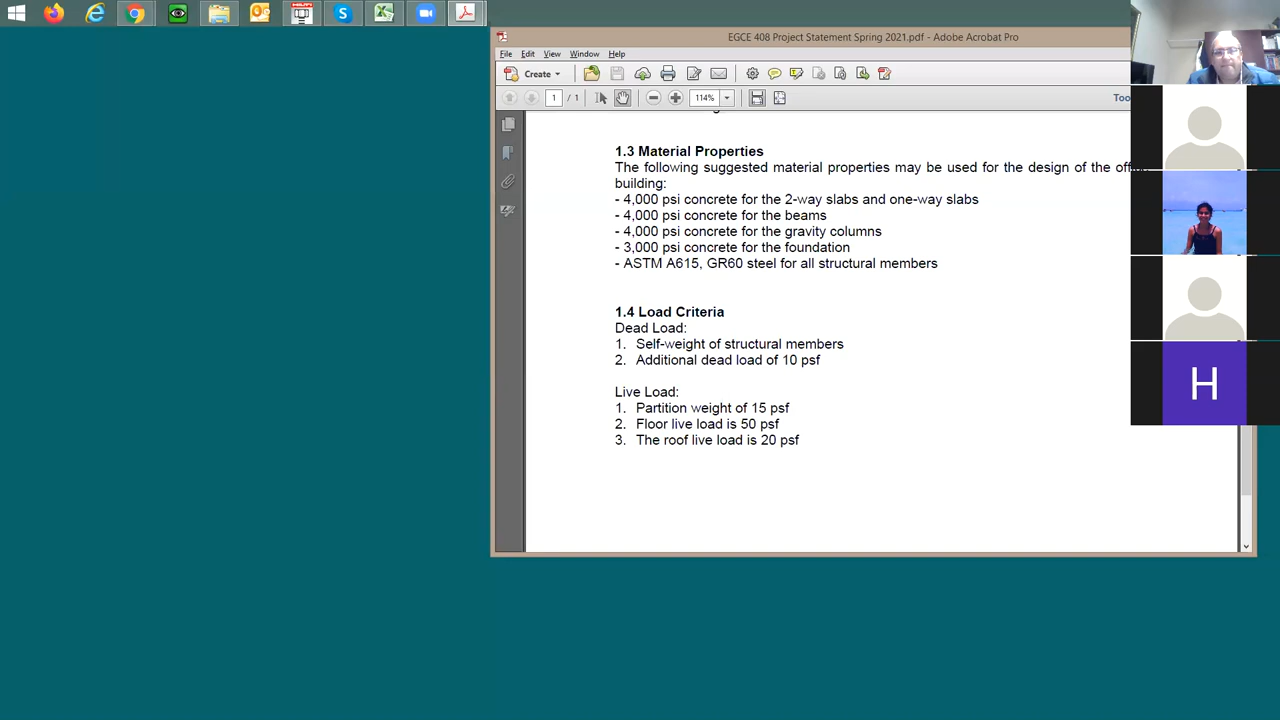 EGCE 408 Project Statement Spring 2021.pdf - Adobe Acrobat Pro
File Edit View Window Help
Create
1 / 1 114% Too
1.3 Material Properties
The following suggested material properties may be used for the design of the office
building:
- 4,000 psi concrete for the 2-way slabs and one-way slabs
- 4,000 psi concrete for the beams
- 4,000 psi concrete for the gravity columns
- 3,000 psi concrete for the foundation
- ASTM A615, GR60 steel for all structural members
1.4 Load Criteria
Dead Load:
1. Self-weight of structural members
2. Additional dead load of 10 psf
Live Load:
1. Partition weight of 15 psf
2. Floor live load is 50 psf
3. The roof live load is 20 psf
H